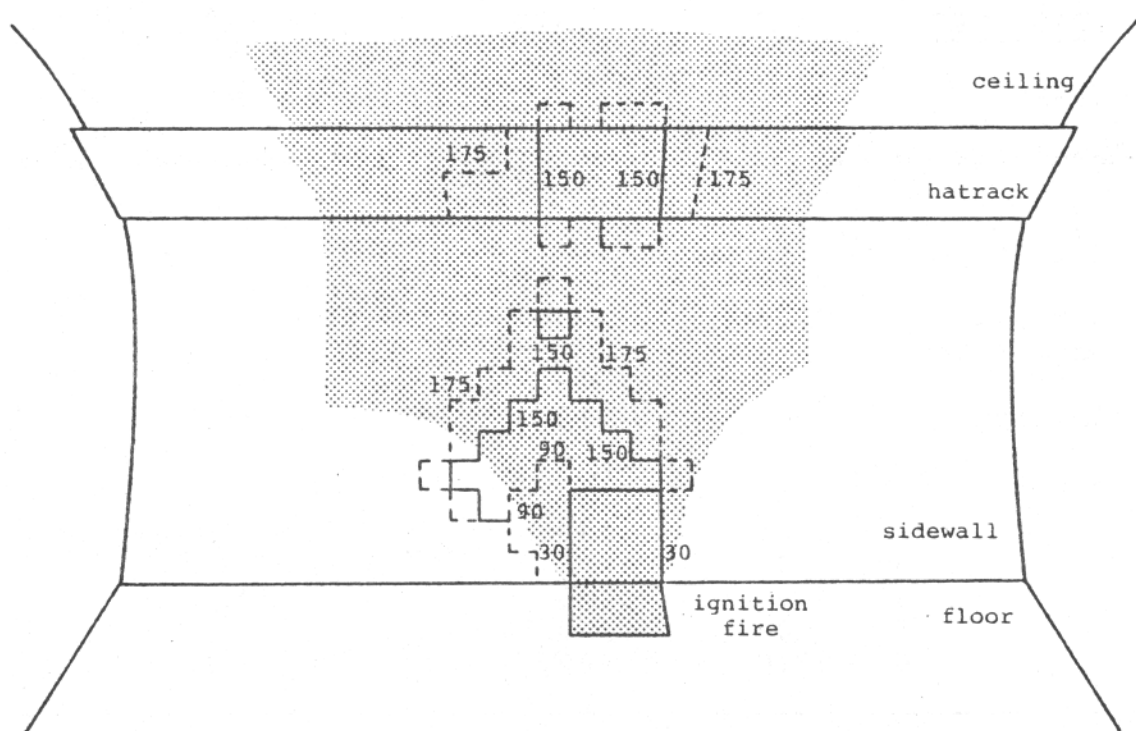 ceiling
175
150 150 175
hatrack
150 175
175
150
90 150
90
sidewall
30 30
ignition
fire
floor